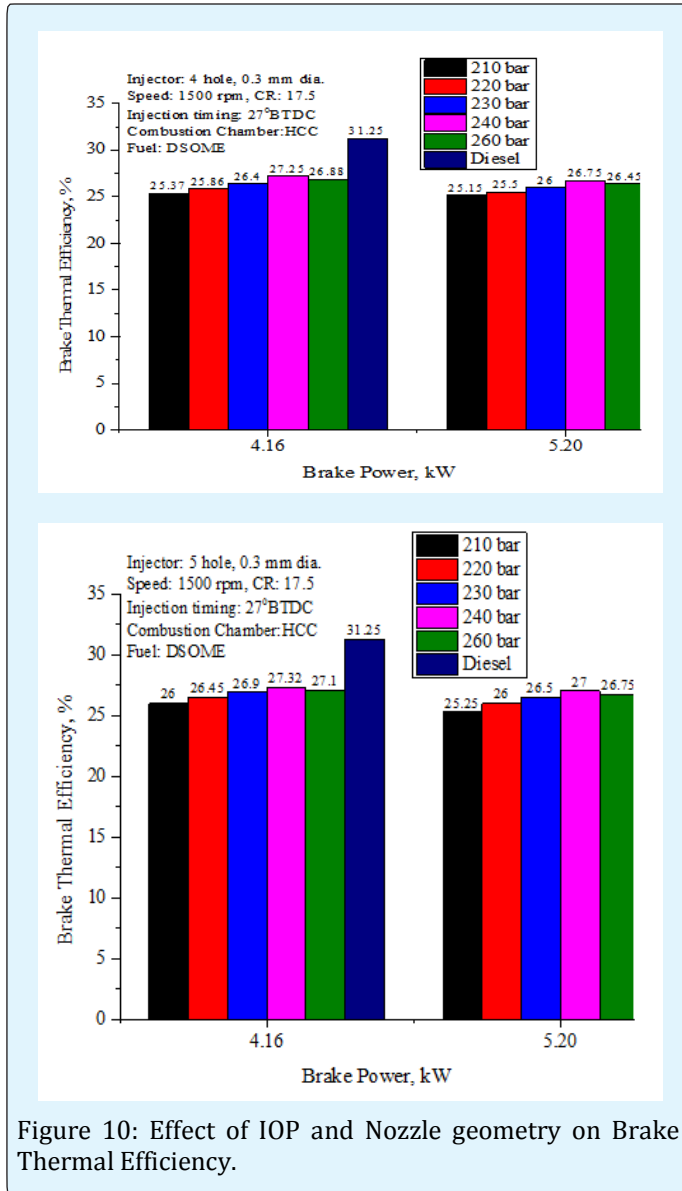 Injector: 4 hole, 0.3 mm dia.
Speed: 1500 rpm, CR: 17.5
Injection timing: 27⁰BTDC
Combustion Chamber:HCC
Fuel: DSOME
210 bar
220 bar
230 bar
240 bar
260 bar
Diesel
35
30
25
20
15
10
5
0
25.37
25.86
26.4
27.25
26.88
31.25
25.15
25.5
26
26.75
26.45
Brake Thermal Efficiency, %
4.16
5.20
Brake Power, kW
Injector: 5 hole, 0.3 mm dia.
Speed: 1500 rpm, CR: 17.5
Injection timing: 27⁰BTDC
Combustion Chamber:HCC
Fuel: DSOME
210 bar
220 bar
230 bar
240 bar
260 bar
Diesel
35
30
25
20
15
10
5
0
26
26.45
26.9
27.32
27.1
31.25
25.25
26
26.5
27
26.75
Brake Thermal Efficiency, %
4.16
5.20
Brake Power, kW
Figure 10: Effect of IOP and Nozzle geometry on Brake
Thermal Efficiency.